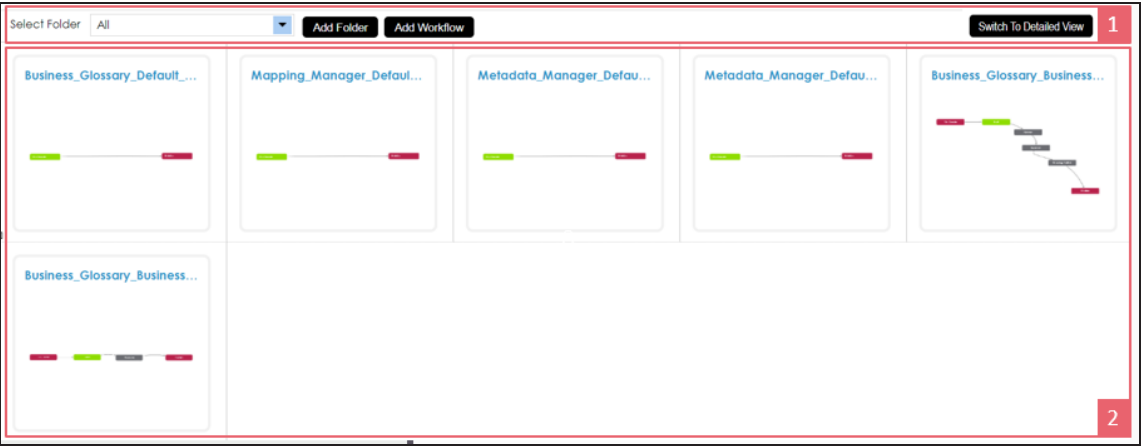 Select Folder All Add Folder Add Workflow Switch To Detailed View 1
Business_Glossary_Default_... Mapping_Manager_Defaul... Metadata_Manager_Defau... Metadata_Manager_Defau... Business_Glossary_Business...
Business_Glossary_Business...
2